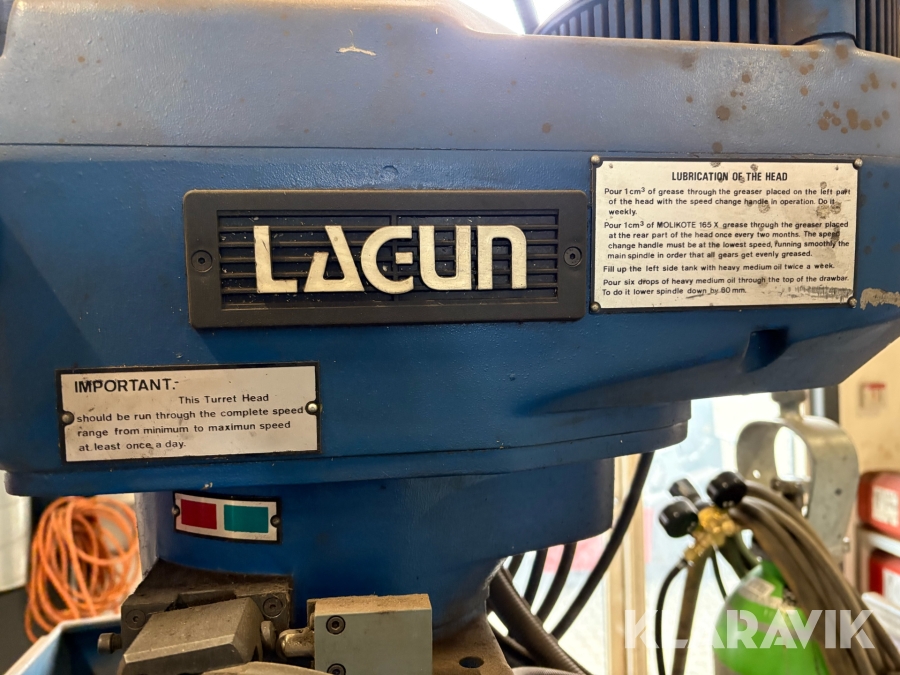 LAGUN
LUBRICATION OF THE HEAD
Pour 1 cm³ of grease through the greaser placed on the left part
of the head with the speed change handle in operation. Do it
weekly.
Pour 1cm³ of MOLIKOTE 165 X grease through the greaser placed
at the rear part of the head once every two months. The speed
change handle must be at the lowest speed, funning smoothly the
main spindle in order that all gears get evenly greased.
Fill up the left side tank with heavy medium oil twice a week.
Pour six drops of heavy medium oil through the top of the drawbar.
To do it lower spindle down by 90 mm.
IMPORTANT.-
This Turret Head
should be run through the complete speed
range from minimum to maximun speed
at least once a day.
KLARAVIK